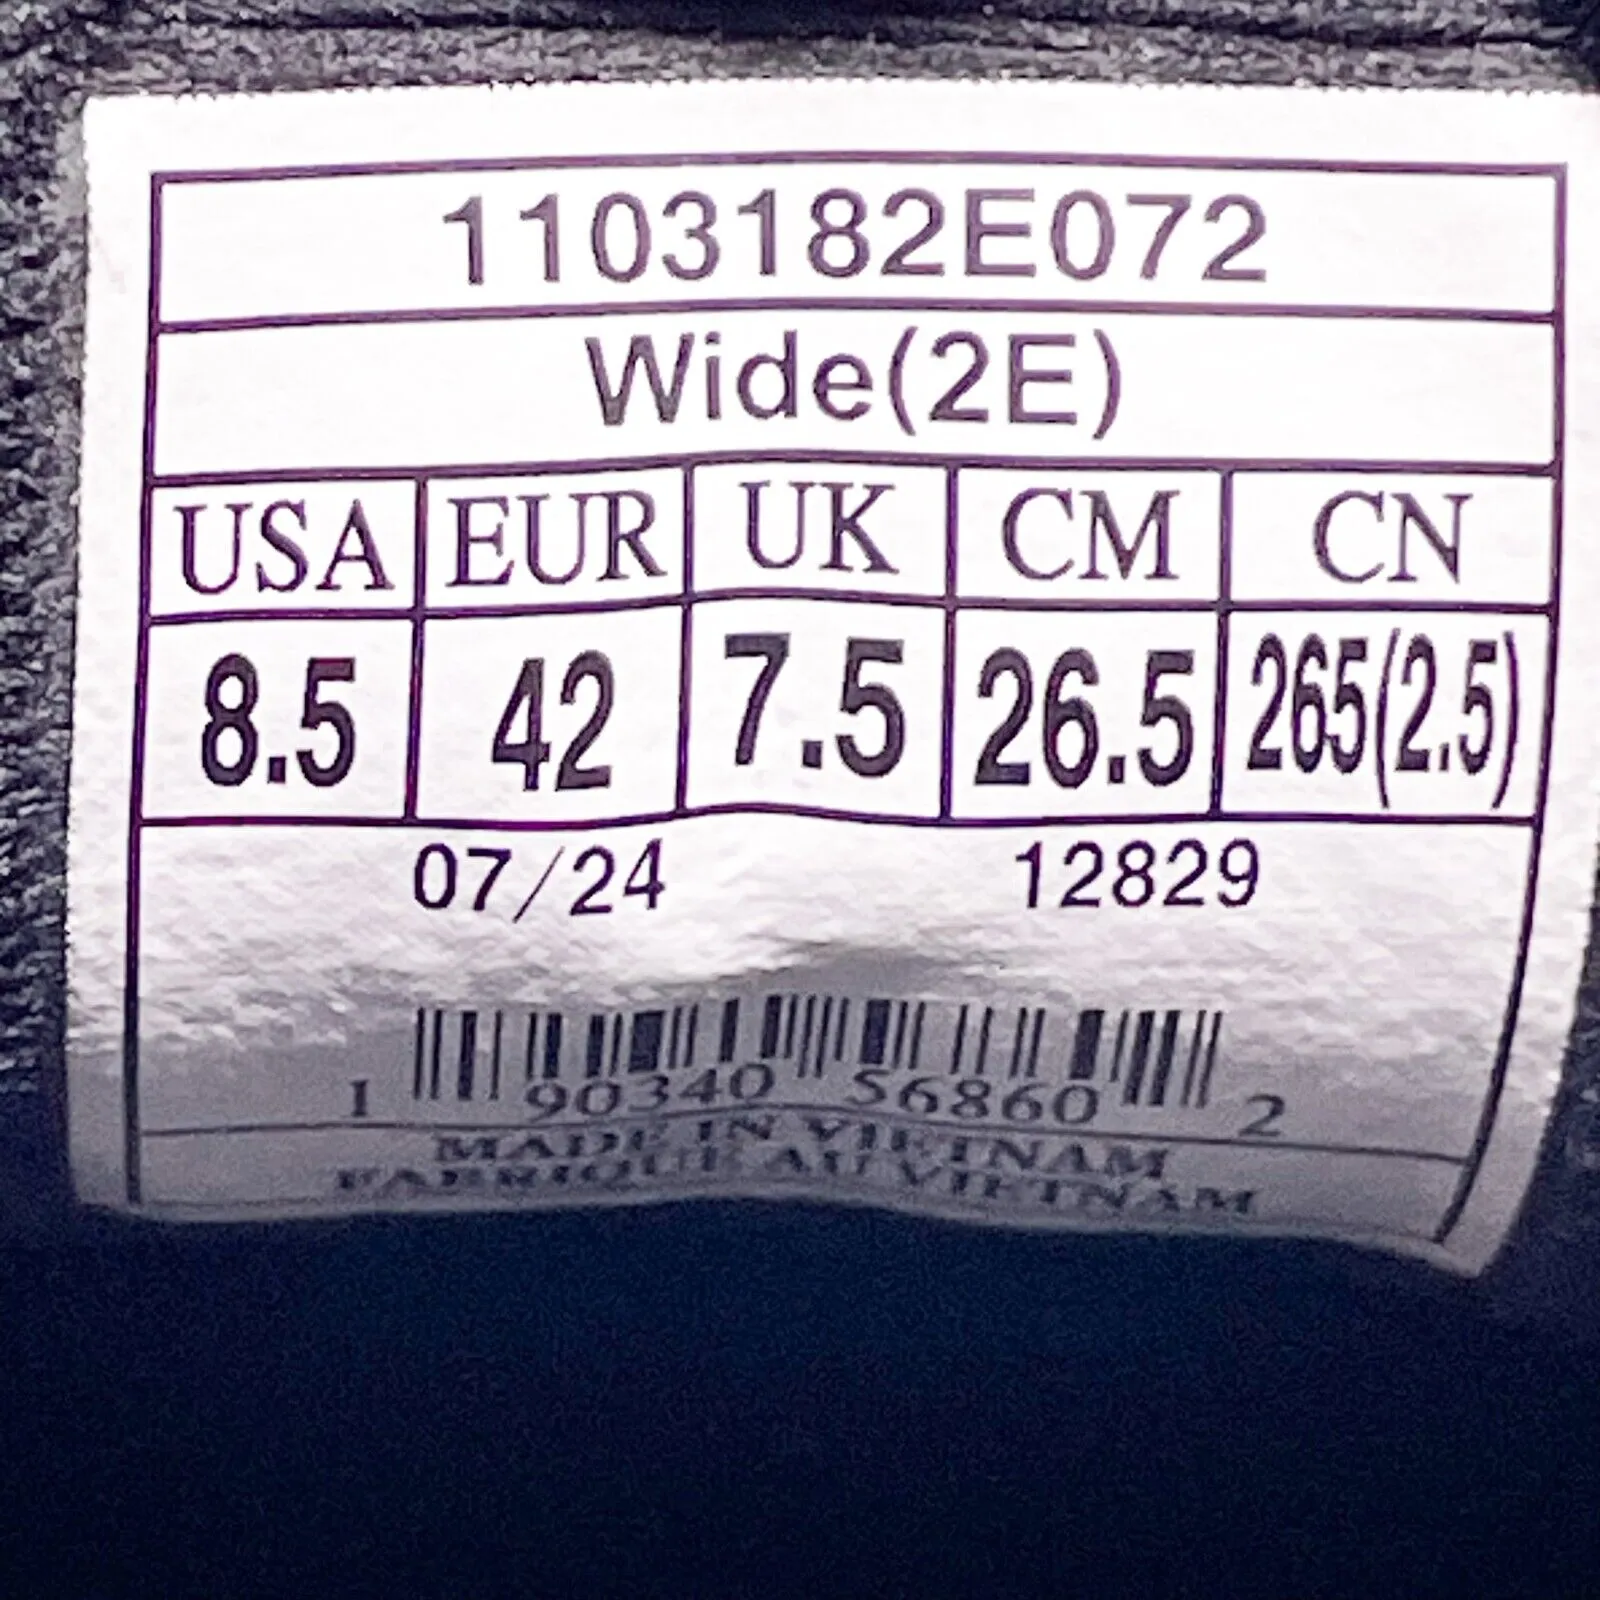 1103182E072
Wide(2E)
USA EUR UK CM CN
8.5 42 7.5 26.5 265(2.5)
07/24 12829
1 90340 56860 2
MADE IN VIETNAM
FABRIQUE AU VIETNAM